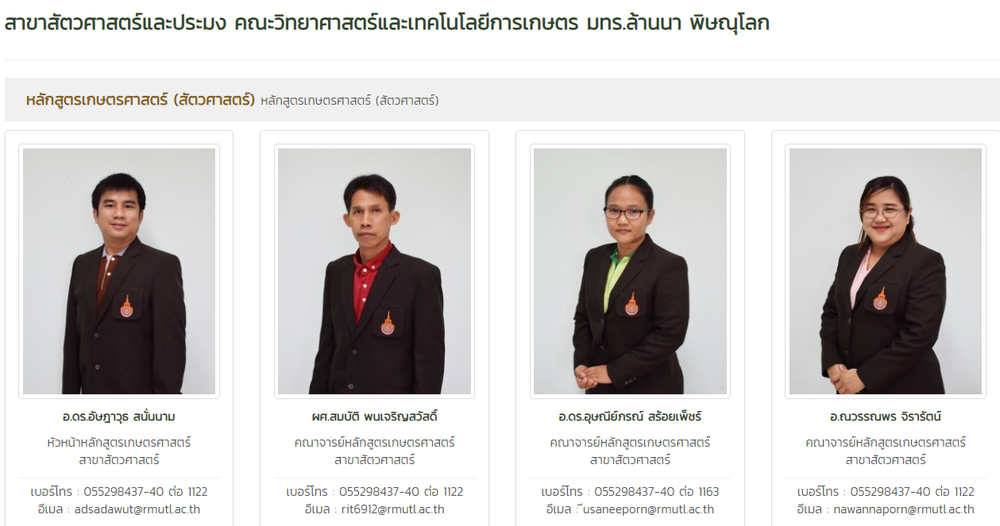 สาขาสัตวศาสตร์และประมง คณะวิทยาศาสตร์และเทคโนโลยีการเกษตร มทร.ล้านนา พิษณุโลก
หลักสูตรเกษตรศาสตร์ (สัตวศาสตร์) หลักสูตรเกษตรศาสตร์ (สัตวศาสตร์)
อ.ดร.อัษฎาวุธ สนั่นนาม
หัวหน้าหลักสูตรเกษตรศาสตร์
สาขาสัตวศาสตร์
เบอร์โทร : 055298437-40 ต่อ 1122
อีเมล : adsadawut@rmutl.ac.th
ผศ.สมบัติ พนเจริญสวัสดิ์
คณาจารย์หลักสูตรเกษตรศาสตร์
สาขาสัตวศาสตร์
เบอร์โทร : 055298437-40 ต่อ 1122
อีเมล : rit6912@rmutl.ac.th
อ.ดร.อุษณีย์ภรณ์ สร้อยเพ็ชร์
คณาจารย์หลักสูตรเกษตรศาสตร์
สาขาสัตวศาสตร์
เบอร์โทร : 055298437-40 ต่อ 1163
อีเมล : ีusaneeporn@rmutl.ac.th
อ.ณวรรณพร จิรารัตน์
คณาจารย์หลักสูตรเกษตรศาสตร์
สาขาสัตวศาสตร์
เบอร์โทร : 055298437-40 ต่อ 1122
อีเมล : nawannaporn@rmutl.ac.th